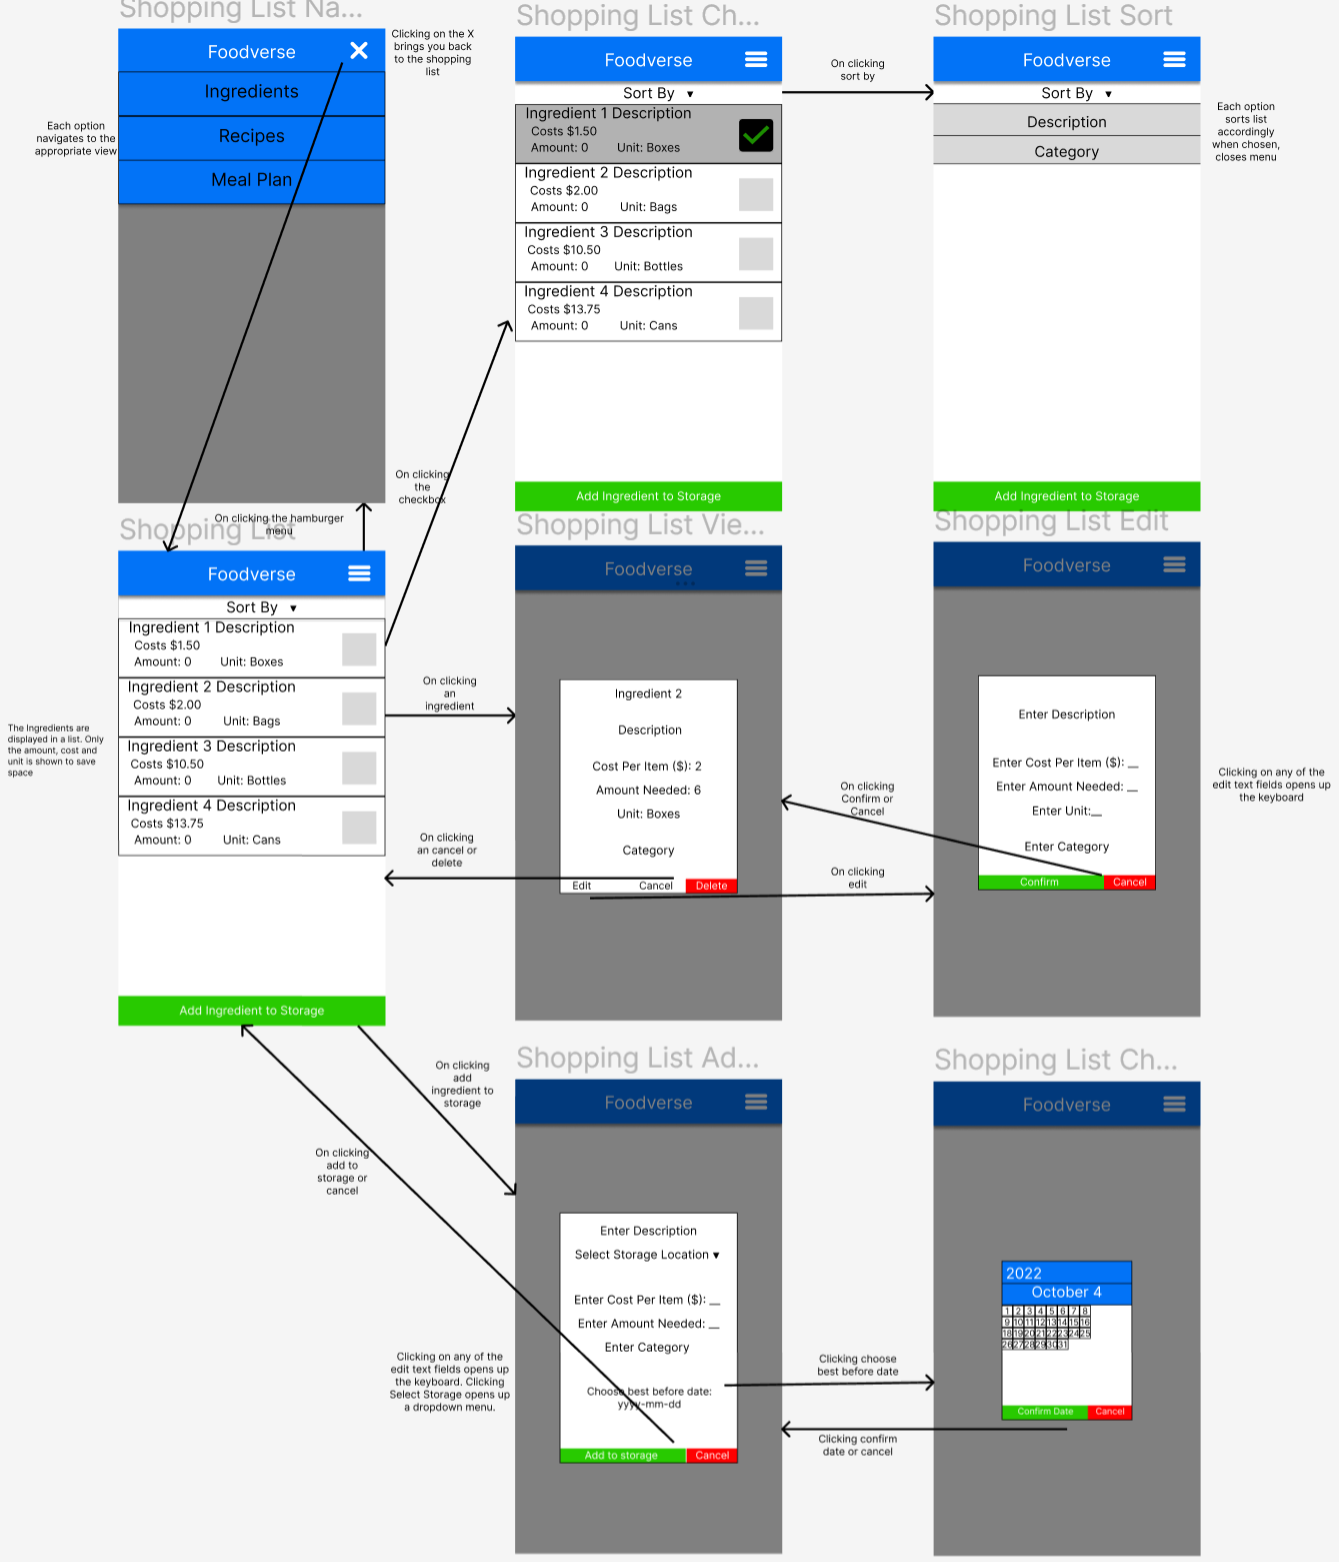 Shopping List Na...
Foodverse
Ingredients
Recipes
Meal Plan
Clicking on the X
brings you back
to the shopping
list
Each option
navigates to the
appropriate view
Shopping List Ch...
Foodverse
Sort By ▼
Ingredient 1 Description
Costs $1.50
Amount: 0 Unit: Boxes
Ingredient 2 Description
Costs $2.00
Amount: 0 Unit: Bags
Ingredient 3 Description
Costs $10.50
Amount: 0 Unit: Bottles
Ingredient 4 Description
Costs $13.75
Amount: 0 Unit: Cans
Add Ingredient to Storage
On clicking
sort by
Shopping List Sort
Foodverse
Sort By ▼
Description
Category
Add Ingredient to Storage
Each option
sorts list
accordingly
when chosen,
closes menu
On clicking
the
checkbox
On clicking the hamburger
menu
Shopping List
Foodverse
Sort By ▼
Ingredient 1 Description
Costs $1.50
Amount: 0 Unit: Boxes
Ingredient 2 Description
Costs $2.00
Amount: 0 Unit: Bags
Ingredient 3 Description
Costs $10.50
Amount: 0 Unit: Bottles
Ingredient 4 Description
Costs $13.75
Amount: 0 Unit: Cans
Add Ingredient to Storage
The Ingredients are
displayed in a list. Only
the amount, cost and
unit is shown to save
space
On clicking
an
ingredient
On clicking
an cancel or
delete
Shopping List Vie...
Foodverse
Ingredient 2
Description
Cost Per Item ($): 2
Amount Needed: 6
Unit: Boxes
Category
Edit Cancel Delete
On clicking
Confirm or
Cancel
On clicking
edit
Shopping List Edit
Foodverse
Enter Description
Enter Cost Per Item ($): __
Enter Amount Needed: __
Enter Unit:__
Enter Category
Confirm Cancel
Clicking on any of the
edit text fields opens up
the keyboard
On clicking
add
ingredient to
storage
On clicking
add to
storage or
cancel
Shopping List Ad...
Foodverse
Enter Description
Select Storage Location ▼
Enter Cost Per Item ($): __
Enter Amount Needed: __
Enter Category
Choose best before date:
yyyy-mm-dd
Add to storage Cancel
Clicking on any of the
edit text fields opens up
the keyboard. Clicking
Select Storage opens up
a dropdown menu.
Clicking choose
best before date
Clicking confirm
date or cancel
Shopping List Ch...
Foodverse
2022
October 4
1 2 3 4 5 6 7 8
9 10 11 12 13 14 15 16
18 19 20 21 22 23 24 25
26 27 28 29 30 31
Confirm Date Cancel